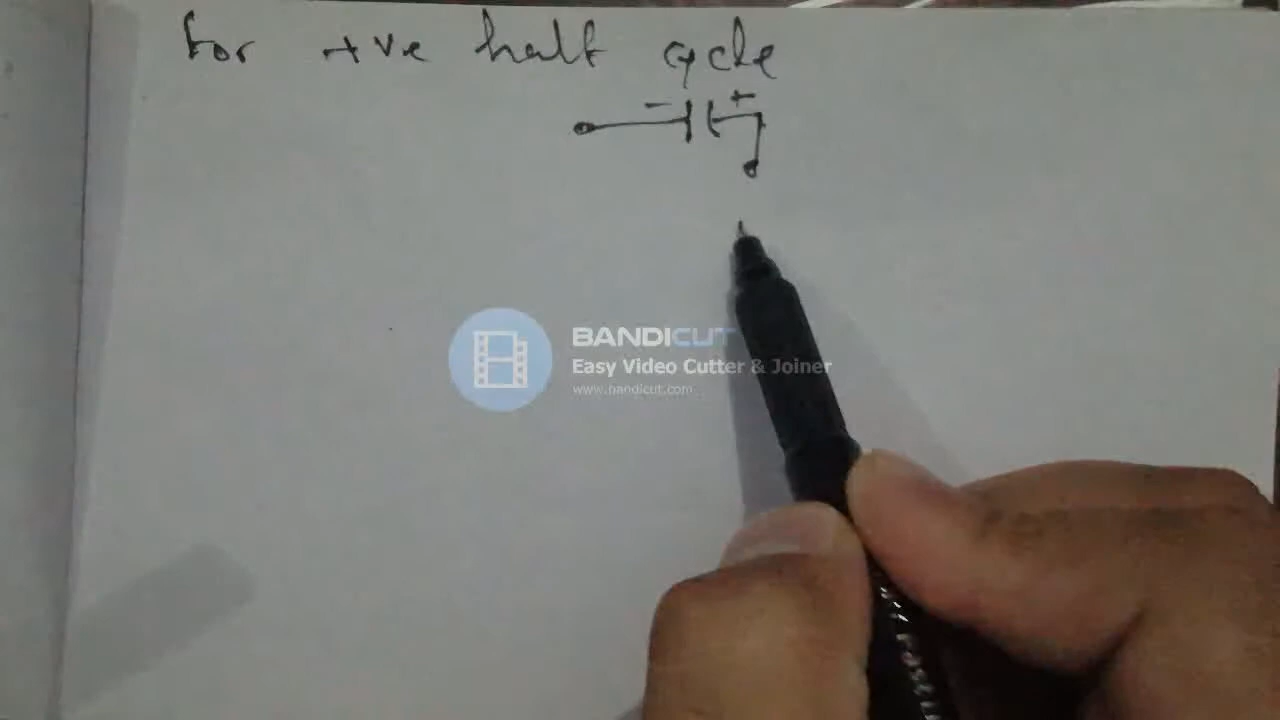 for +ve half cycle
- +
BANDICUT
Easy Video Cutter & Joiner
www.bandicut.com